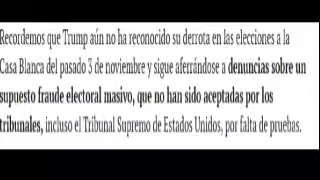 Recordemos que Trump aún no ha reconocido su derrota en las elecciones a la
Casa Blanca del pasado 3 de noviembre y sigue aferrándose a denuncias sobre un
supuesto fraude electoral masivo, que no han sido aceptadas por los
tribunales, incluso el Tribunal Supremo de Estados Unidos, por falta de pruebas.